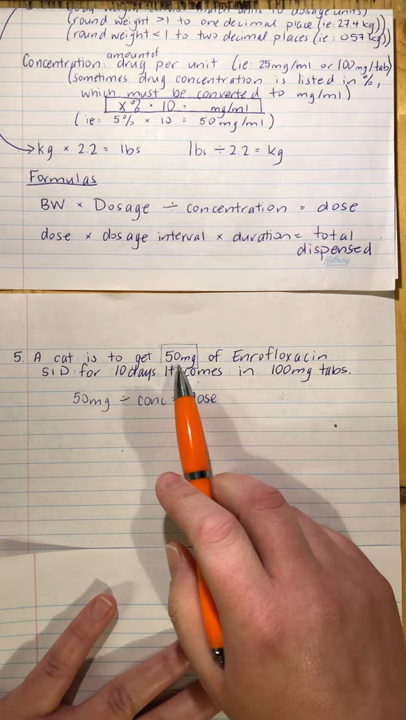 (round weight >1 to one decimal place (ie: 27.4 kg))
(round weight <1 to two decimal places (ie: 0.57 kg))
amount of
Concentration: drug per unit (ie: 25mg/ml or 100mg/tab)
(sometimes drug concentration is listed in %,
which must be converted to mg/ml)
X% × 10 = mg/ml
(ie: 5% × 10 = 50mg/ml)
kg × 2.2 = lbs lbs ÷ 2.2 = kg
Formulas
BW × Dosage ÷ concentration = dose
dose × dosage interval × duration = total
dispensed
5. A cat is to get 50mg of Enrofloxacin
SID for 10 days. It comes in 100mg tabs.
50mg ÷ conc